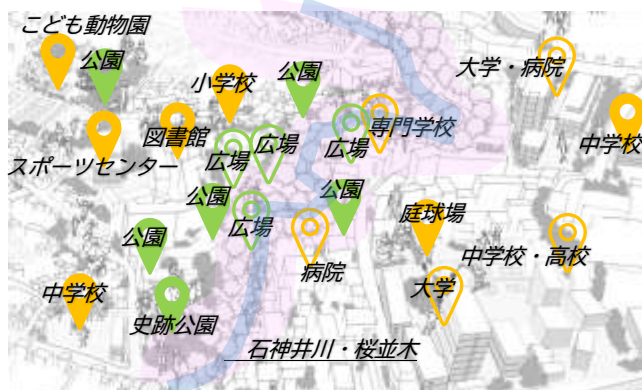 こども動物園
公園
小学校
公園
大学・病院
中学校
図書館
広場
広場
広場
専門学校
スポーツセンター
公園
広場
公園
庭球場
公園
病院
中学校・高校
中学校
史跡公園
大学
石神井川・桜並木